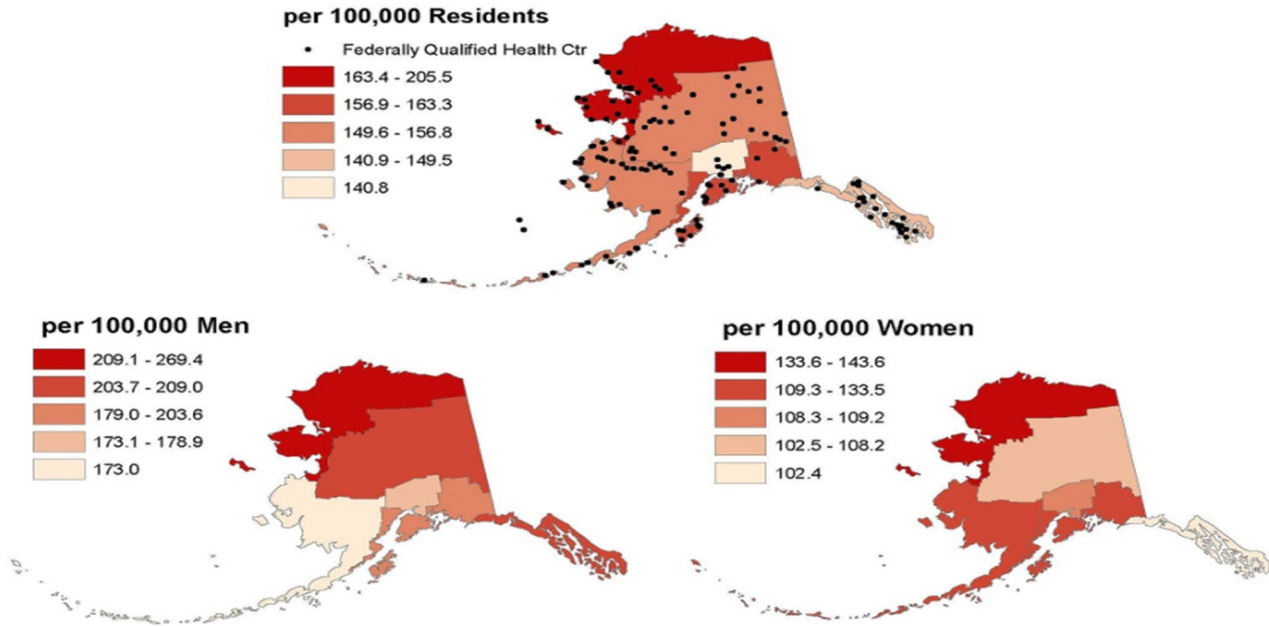 per 100,000 Residents
Federally Qualified Health Ctr
163.4 - 205.5
156.9 - 163.3
149.6 - 156.8
140.9 - 149.5
140.8
per 100,000 Men
209.1 - 269.4
203.7 - 209.0
179.0 - 203.6
173.1 - 178.9
173.0
per 100,000 Women
133.6 - 143.6
109.3 - 133.5
108.3 - 109.2
102.5 - 108.2
102.4